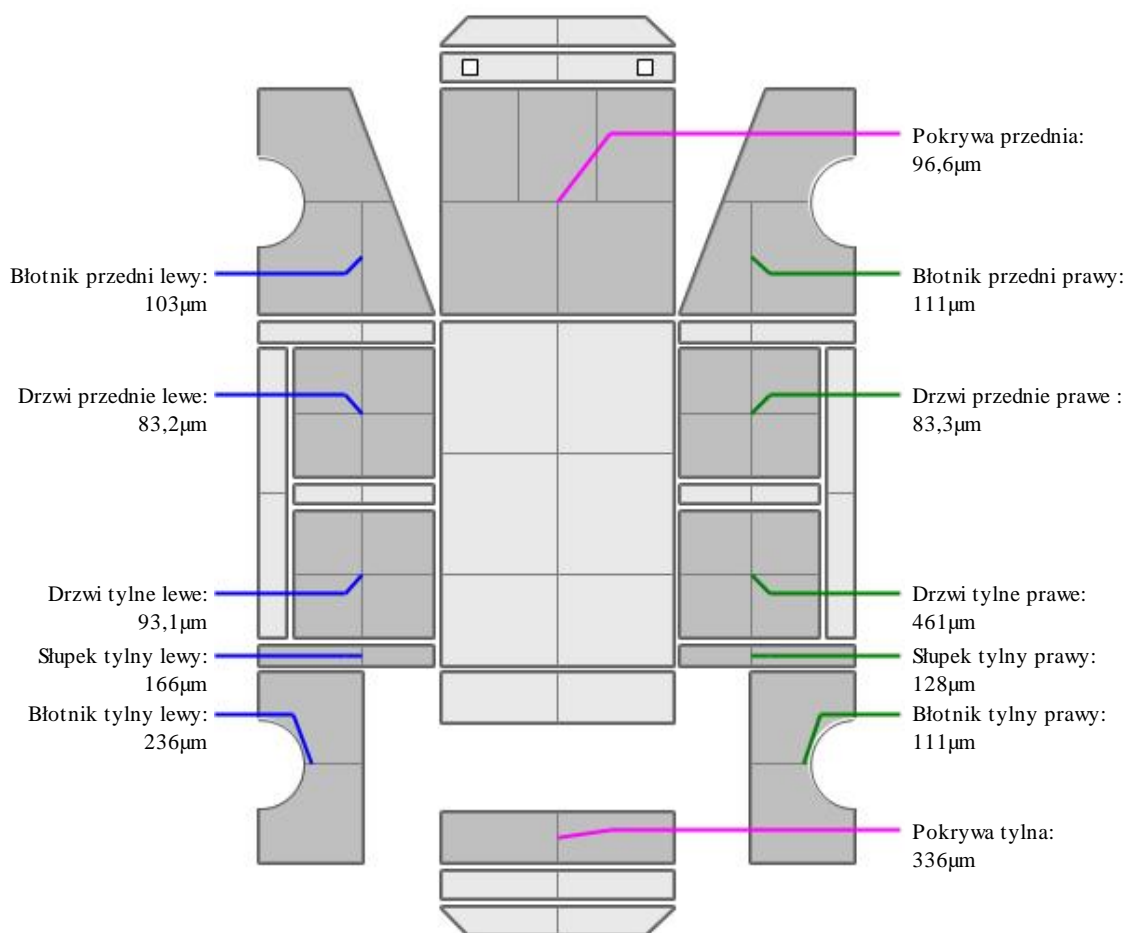 Pokrywa przednia:
96,6µm
Błotnik przedni lewy:
103µm
Błotnik przedni prawy:
111µm
Drzwi przednie lewe:
83,2µm
Drzwi przednie prawe :
83,3µm
Drzwi tylne lewe:
93,1µm
Drzwi tylne prawe:
461µm
Słupek tylny lewy:
166µm
Słupek tylny prawy:
128µm
Błotnik tylny lewy:
236µm
Błotnik tylny prawy:
111µm
Pokrywa tylna:
336µm